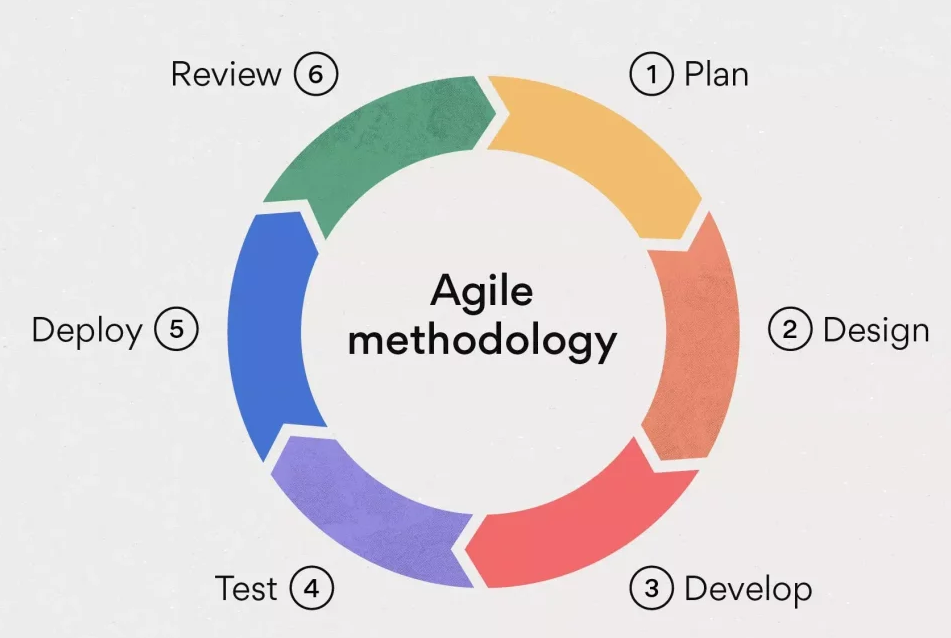 Review 6
1 Plan
Agile
methodology
Deploy 5
2 Design
Test 4
3 Develop